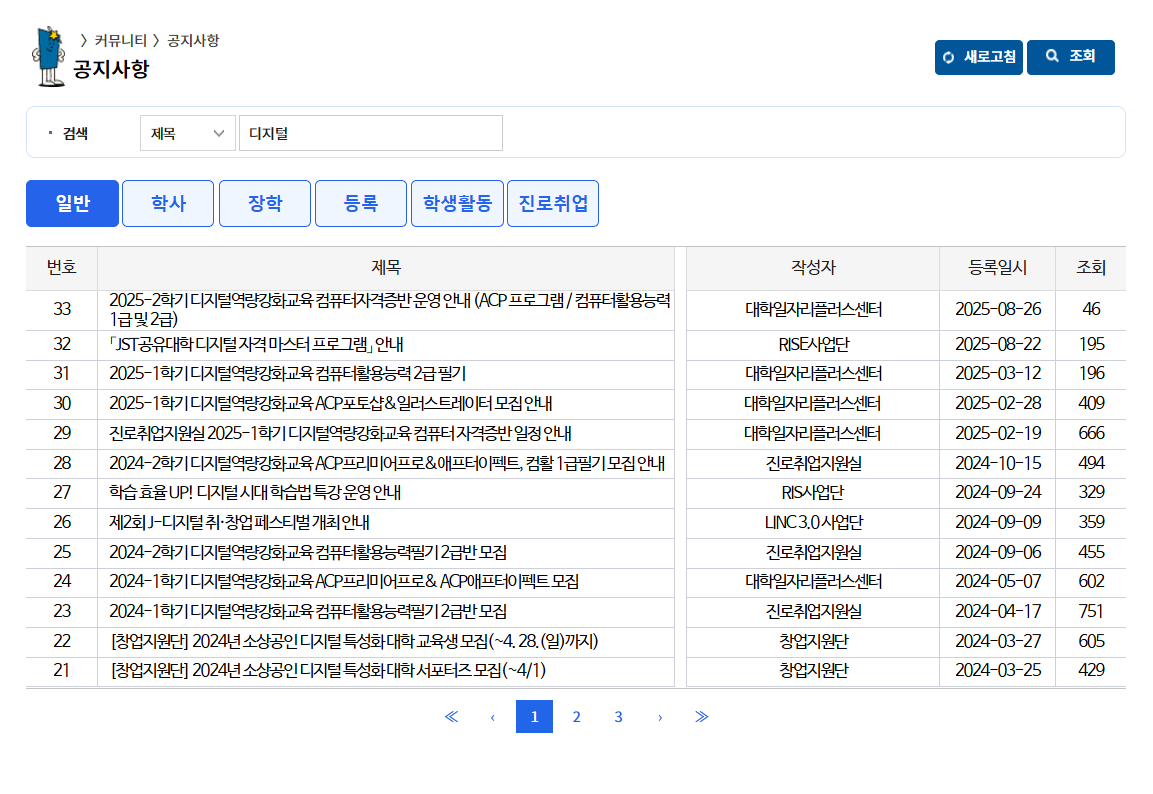 〉 커뮤니티 〉 공지사항
공지사항
새로고침 조회
· 검색 제목 디지털
일반 학사 장학 등록 학생활동 진로취업
번호 제목 작성자 등록일시 조회
33 2025-2학기 디지털역량강화교육 컴퓨터자격증반 운영 안내 (ACP 프로그램 / 컴퓨터활용능력 1급 및 2급) 대학일자리플러스센터 2025-08-26 46
32 「JST공유대학 디지털 자격 마스터 프로그램」 안내 RISE사업단 2025-08-22 195
31 2025-1학기 디지털역량강화교육 컴퓨터활용능력 2급 필기 대학일자리플러스센터 2025-03-12 196
30 2025-1학기 디지털역량강화교육 ACP포토샵&일러스트레이터 모집 안내 대학일자리플러스센터 2025-02-28 409
29 진로취업지원실 2025-1학기 디지털역량강화교육 컴퓨터 자격증반 일정 안내 대학일자리플러스센터 2025-02-19 666
28 2024-2학기 디지털역량강화교육 ACP프리미어프로&애프터이펙트, 컴활 1급필기 모집 안내 진로취업지원실 2024-10-15 494
27 학습 효율 UP! 디지털 시대 학습법 특강 운영 안내 RIS사업단 2024-09-24 329
26 제2회 J-디지털 취·창업 페스티벌 개최 안내 LINC 3.0 사업단 2024-09-09 359
25 2024-2학기 디지털역량강화교육 컴퓨터활용능력필기 2급반 모집 진로취업지원실 2024-09-06 455
24 2024-1학기 디지털역량강화교육 ACP프리미어프로 & ACP애프터이펙트 모집 대학일자리플러스센터 2024-05-07 602
23 2024-1학기 디지털역량강화교육 컴퓨터활용능력필기 2급반 모집 진로취업지원실 2024-04-17 751
22 [창업지원단] 2024년 소상공인 디지털 특성화 대학 교육생 모집(~4. 28.(일)까지) 창업지원단 2024-03-27 605
21 [창업지원단] 2024년 소상공인 디지털 특성화 대학 서포터즈 모집(~4/1) 창업지원단 2024-03-25 429
≪ ‹ 1 2 3 › ≫